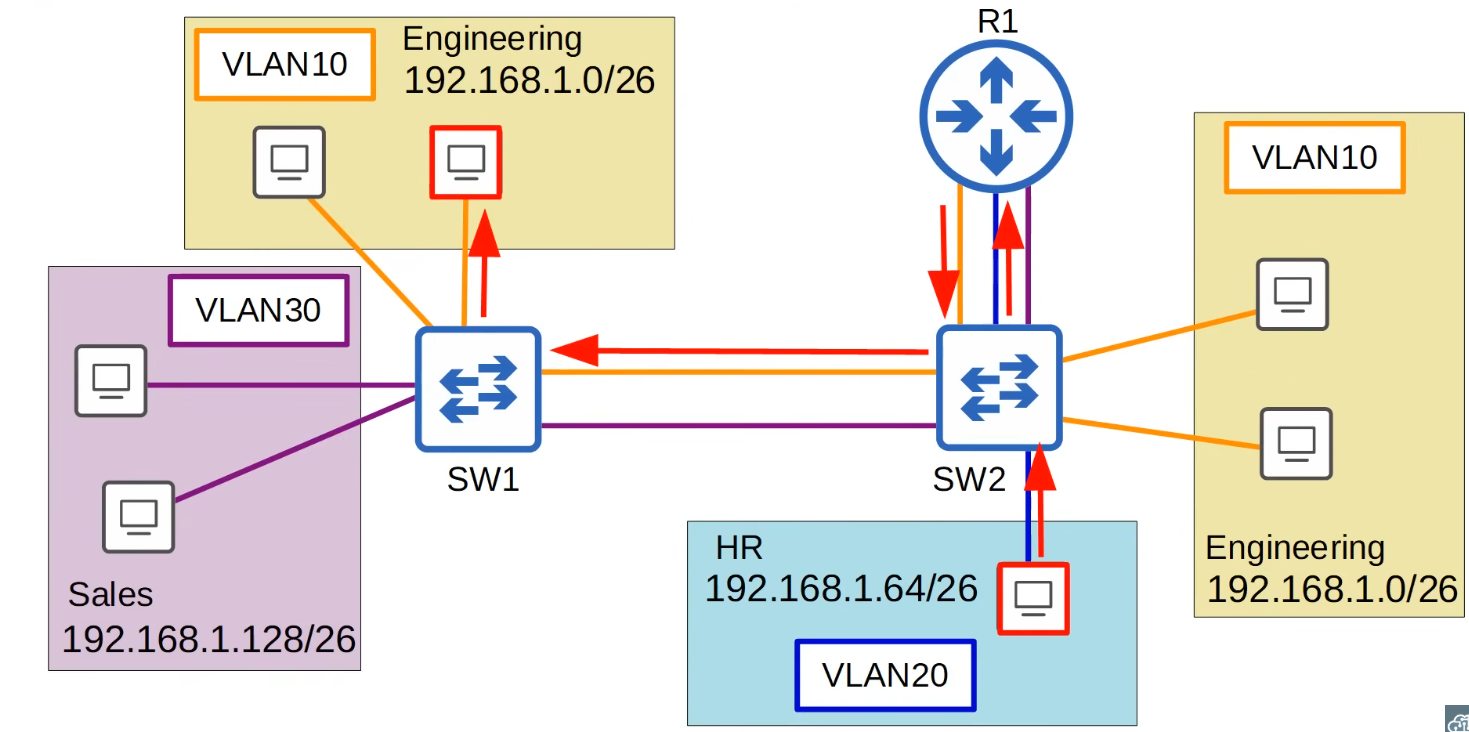 R1
VLAN10
Engineering
192.168.1.0/26
VLAN10
VLAN30
SW1
SW2
Sales
192.168.1.128/26
HR
192.168.1.64/26
VLAN20
Engineering
192.168.1.0/26